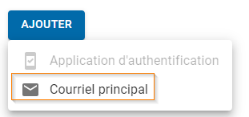 AJOUTER
Application d'authentification
Courriel principal